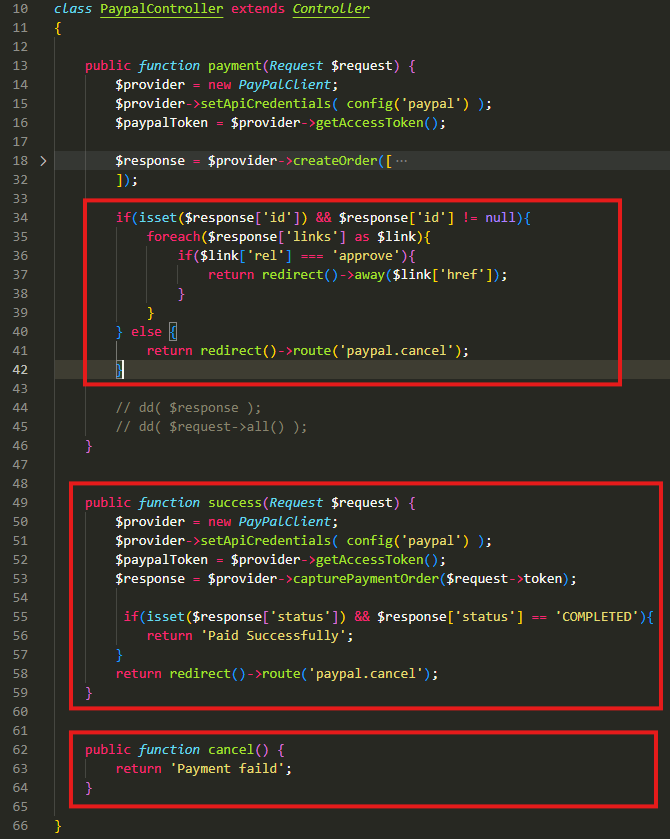 10 class PaypalController extends Controller
11 {
12
13 public function payment(Request $request) {
14 $provider = new PayPalClient;
15 $provider->setApiCredentials( config('paypal') );
16 $paypalToken = $provider->getAccessToken();
17
18 > $response = $provider->createOrder([ ···
32 ]);
33
34 if(isset($response['id']) && $response['id'] != null){
35 foreach($response['links'] as $link){
36 if($link['rel'] === 'approve'){
37 return redirect()->away($link['href']);
38 }
39 }
40 } else {
41 return redirect()->route('paypal.cancel');
42 }
43
44 // dd( $response );
45 // dd( $request->all() );
46 }
47
48
49 public function success(Request $request) {
50 $provider = new PayPalClient;
51 $provider->setApiCredentials( config('paypal') );
52 $paypalToken = $provider->getAccessToken();
53 $response = $provider->capturePaymentOrder($request->token);
54
55 if(isset($response['status']) && $response['status'] == 'COMPLETED'){
56 return 'Paid Successfully';
57 }
58 return redirect()->route('paypal.cancel');
59 }
60
61
62 public function cancel() {
63 return 'Payment faild';
64 }
65
66 }